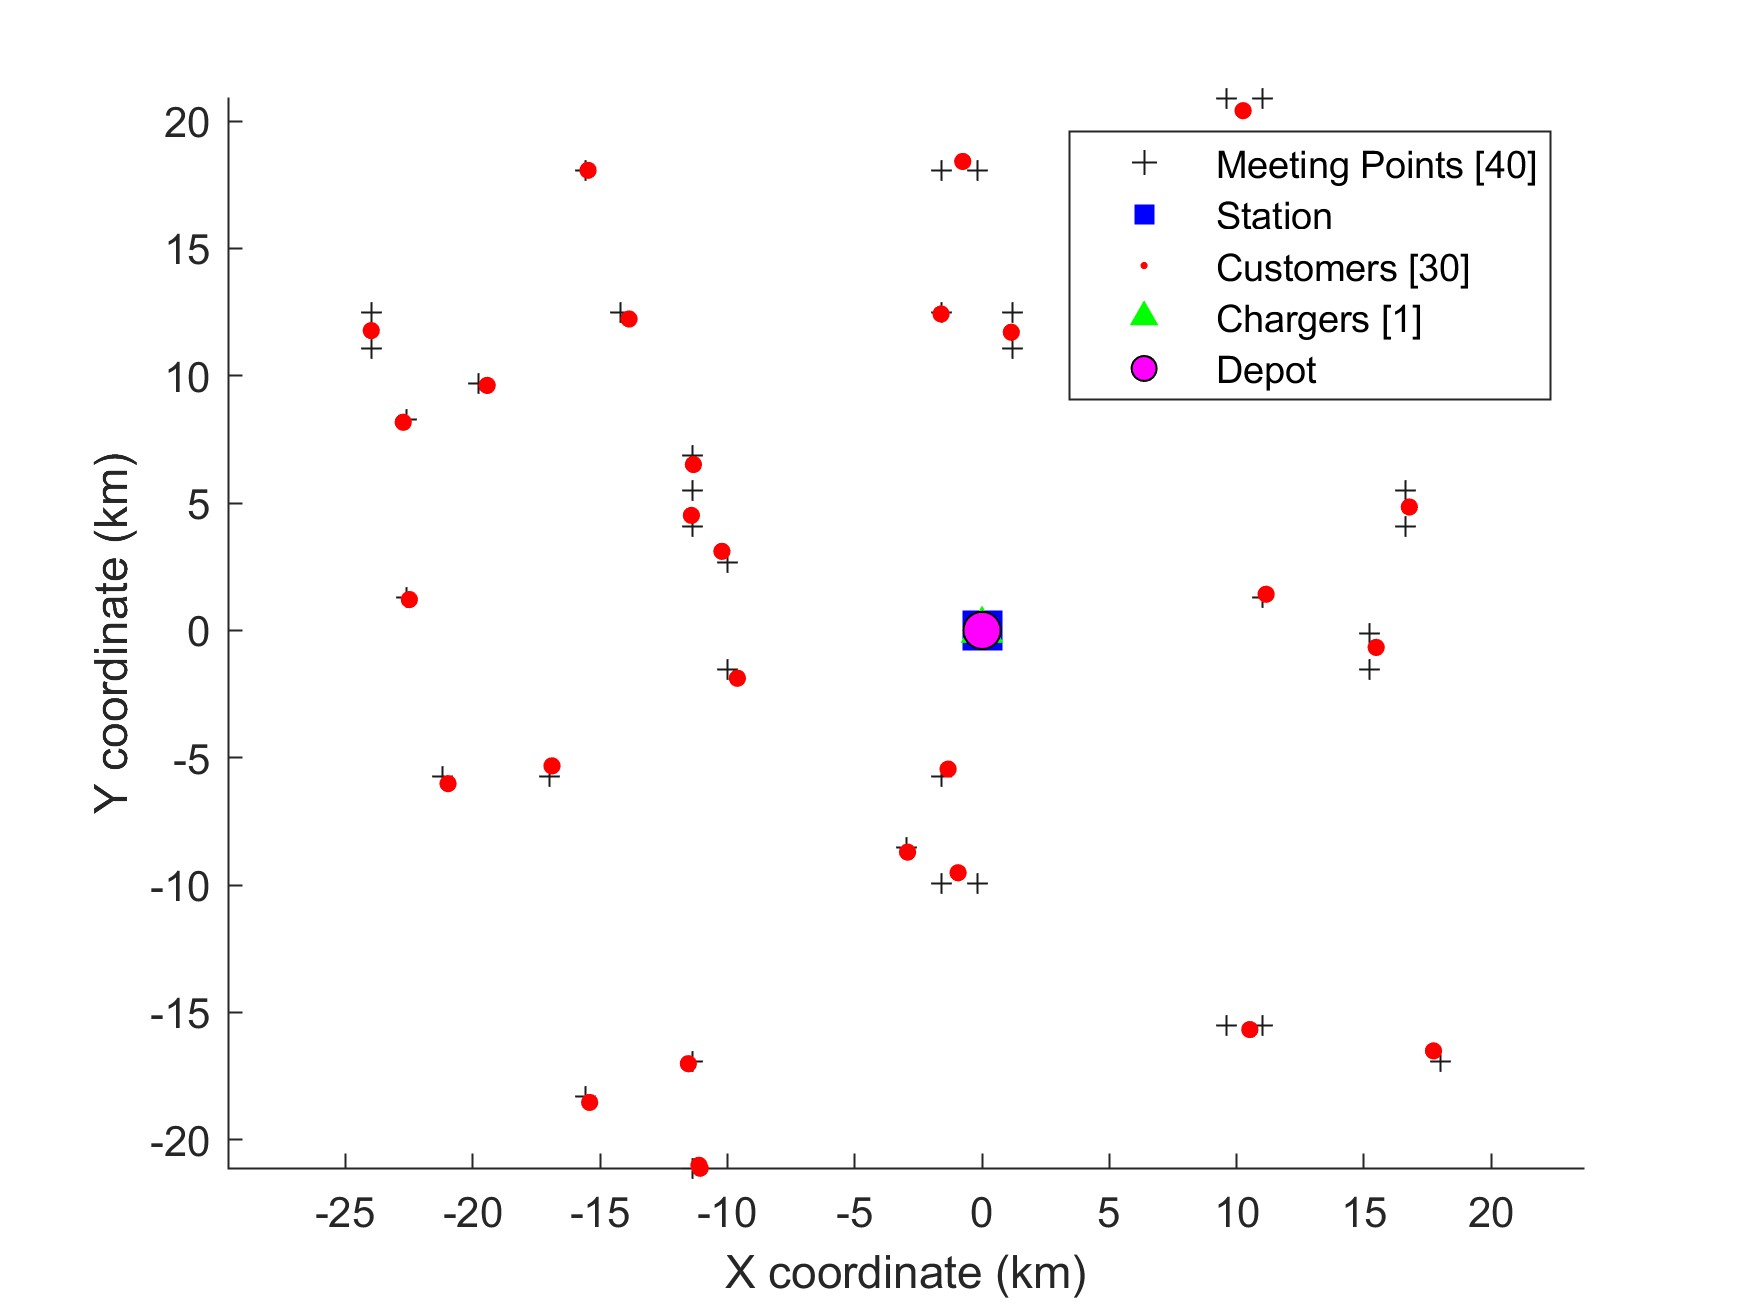 20
15
10
5
0
-5
-10
-15
-20
Y coordinate (km)
Meeting Points [40]
Station
Customers [30]
Chargers [1]
Depot
-25 -20 -15 -10 -5 0 5 10 15 20
X coordinate (km)